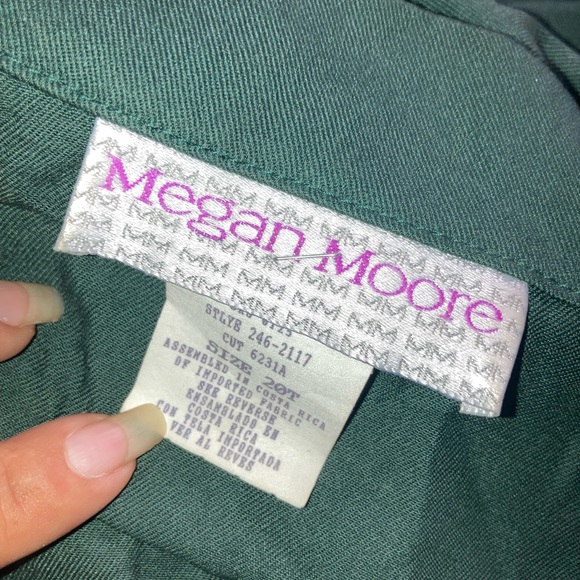 Megan Moore
STLYE 246-2117
CUT 6231A
SIZE 20T
ASSEMBLED IN COSTA RICA
OF IMPORTED FABRIC
SEE REVERSE
ENSAMBLADO EN
COSTA RICA
CON TELA IMPORTADA
VER AL REVES